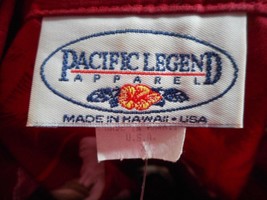 PACIFIC LEGEND
APPAREL
MADE IN HAWAII • USA